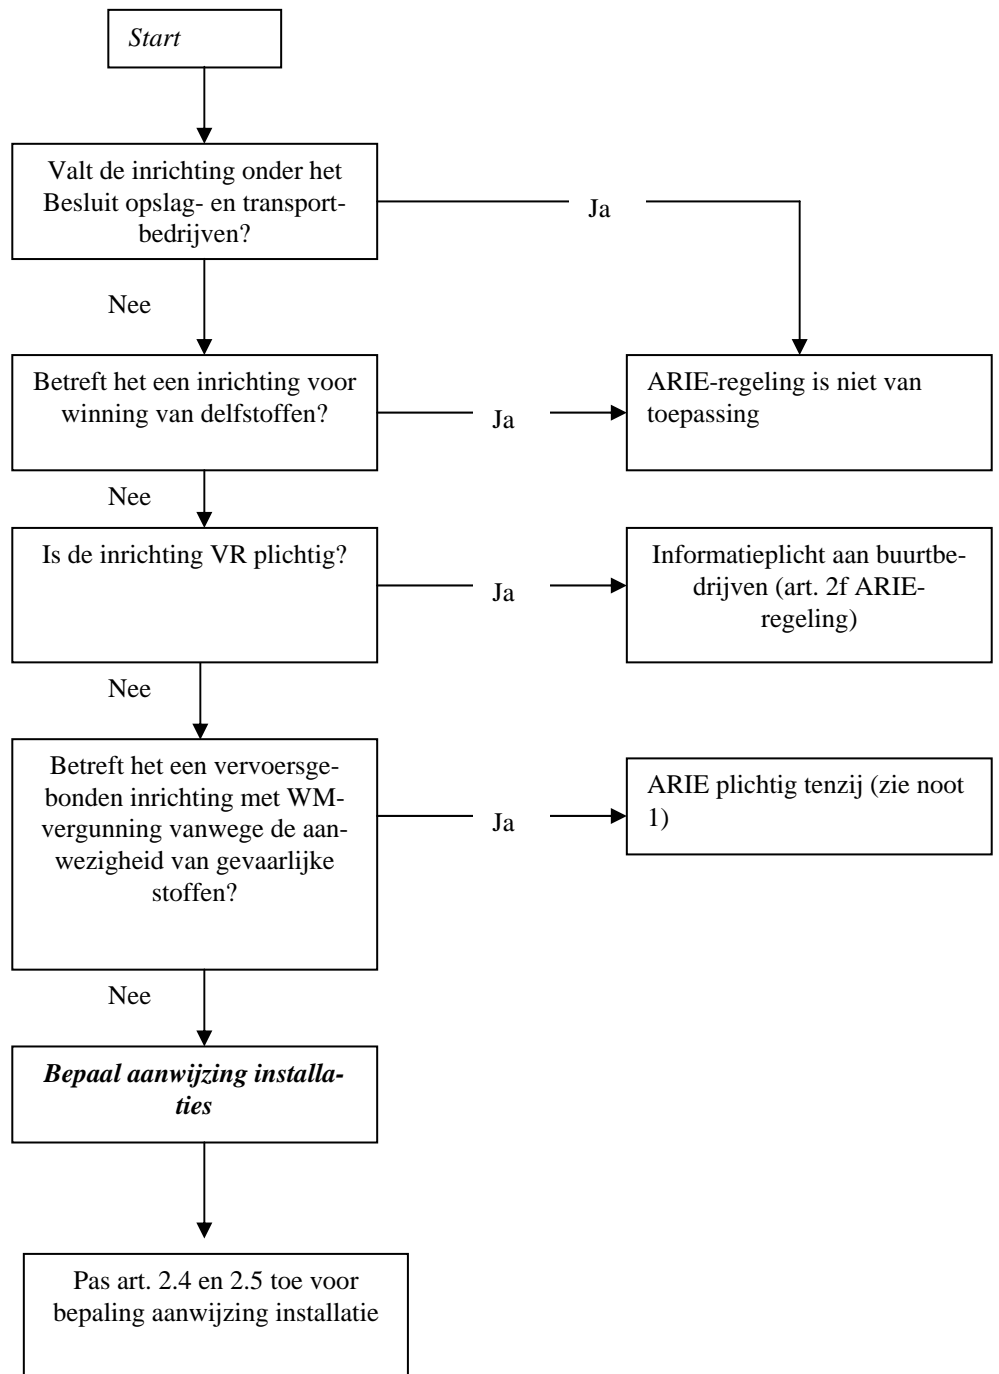 Start
Valt de inrichting onder het
Besluit opslag- en transport-
bedrijven?
Ja
Nee
Betreft het een inrichting voor
winning van delfstoffen?
Ja
ARIE-regeling is niet van
toepassing
Nee
Is de inrichting VR plichtig?
Ja
Informatieplicht aan buurtbe-
drijven (art. 2f ARIE-
regeling)
Nee
Betreft het een vervoersge-
bonden inrichting met WM-
vergunning vanwege de aan-
wezigheid van gevaarlijke
stoffen?
Ja
ARIE plichtig tenzij (zie noot
1)
Nee
Bepaal aanwijzing installa-
ties
Pas art. 2.4 en 2.5 toe voor
bepaling aanwijzing installatie